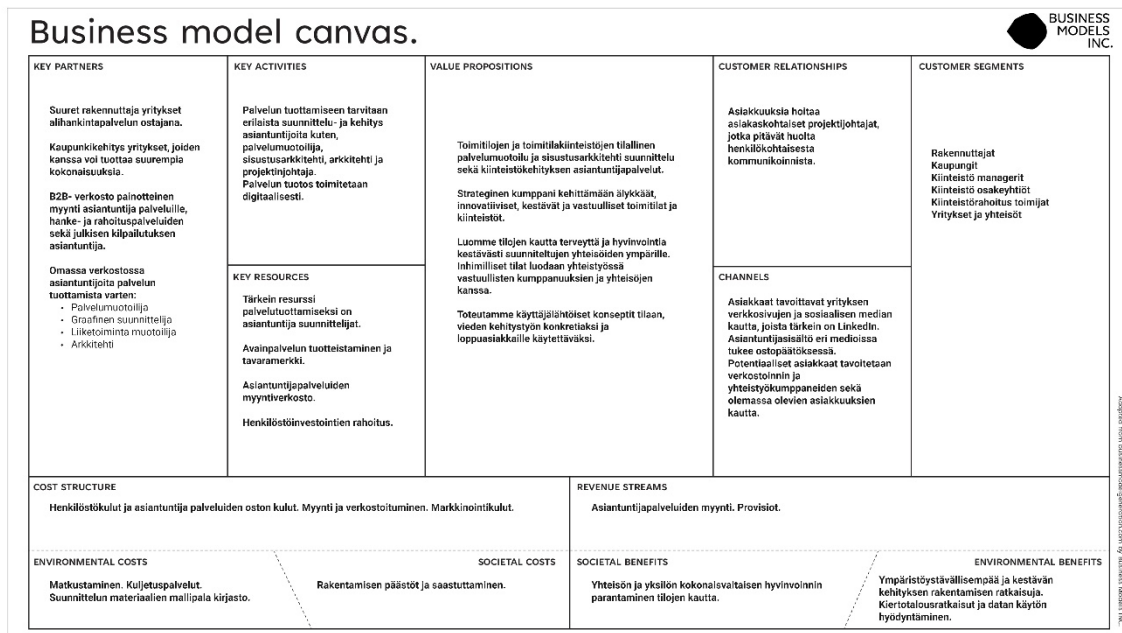 Business model canvas.
BUSINESS
MODELS
INC.
KEY PARTNERS
Suuret rakennuttaja yritykset
alihankintapalvelun ostajana.
Kaupunkikehitys yritykset, joiden
kanssa voi tuottaa suurempia
kokonaisuuksia.
B2B- verkosto painotteinen
myynti asiantuntija palveluille,
hanke- ja rahoituspalveluiden
sekä julkisen kilpailutuksen
asiantuntija.
Omassa verkostossa
asiantuntijoita palvelun
tuottamista varten:
• Palvelumuotoilija
• Graafinen suunnittelija
• Liiketoiminta muotoilija
• Arkkitehti
KEY ACTIVITIES
Palvelun tuottamiseen tarvitaan
erilaista suunnittelu- ja kehitys
asiantuntijoita kuten,
palvelumuotoilija,
sisustusarkkitehti, arkkitehti ja
projektinjohtaja.
Palvelun tuotos toimitetaan
digitaalisesti.
KEY RESOURCES
Tärkein resurssi
palvelutuottamiseksi on
asiantuntija suunnittelijat.
Avainpalvelun tuotteistaminen ja
tavaramerkki.
Asiantuntijapalveluiden
myyntiverkosto.
Henkilöstöinvestointien rahoitus.
VALUE PROPOSITIONS
Toimitilojen ja toimitilakiinteistöjen tilallinen
palvelumuotoilu ja sisustusarkkitehti suunnittelu
sekä kiinteistökehityksen asiantuntijapalvelut.
Strateginen kumppani kehittämään älykkäät,
innovatiiviset, kestävät ja vastuulliset toimitilat ja
kiinteistöt.
Luomme tilojen kautta terveyttä ja hyvinvointia
kestävästi suunniteltujen yhteisöiden ympärille.
Inhimilliset tilat luodaan yhteistyössä
vastuullisten kumppanuuksien ja yhteisöjen
kanssa.
Toteutamme käyttäjälähtöiset konseptit tilaan,
vieden kehitystyön konkretiaksi ja
loppuasiakkaille käytettäväksi.
CUSTOMER RELATIONSHIPS
Asiakkuuksia hoitaa
asiakaskohtaiset projektijohtajat,
jotka pitävät huolta
henkilökohtaisesta
kommunikoinnista.
CHANNELS
Asiakkaat tavoittavat yrityksen
verkkosivujen ja sosiaalisen median
kautta, joista tärkein on LinkedIn.
Asiantuntijasisältö eri medioissa
tukee ostopäätöksessä.
Potentiaaliset asiakkaat tavoitetaan
verkostoinnin ja
yhteistyökumppaneiden sekä
olemassa olevien asiakkuuksien
kautta.
CUSTOMER SEGMENTS
Rakennuttajat
Kaupungit
Kiinteistö managerit
Kiinteistö osakeyhtiöt
Kiinteistörahoitus toimijat
Yritykset ja yhteisöt
COST STRUCTURE
Henkilöstökulut ja asiantuntija palveluiden oston kulut. Myynti ja verkostoituminen. Markkinointikulut.
REVENUE STREAMS
Asiantuntijapalveluiden myynti. Provisiot.
ENVIRONMENTAL COSTS
Matkustaminen. Kuljetuspalvelut.
Suunnittelun materiaalien mallipala kirjasto.
SOCIETAL COSTS
Rakentamisen päästöt ja saastuttaminen.
SOCIETAL BENEFITS
Yhteisön ja yksilön kokonaisvaltaisen hyvinvoinnin
parantaminen tilojen kautta.
ENVIRONMENTAL BENEFITS
Ympäristöystävällisempää ja kestävän
kehityksen rakentamisen ratkaisuja.
Kiertotalousratkaisut ja datan käytön
hyödyntäminen.